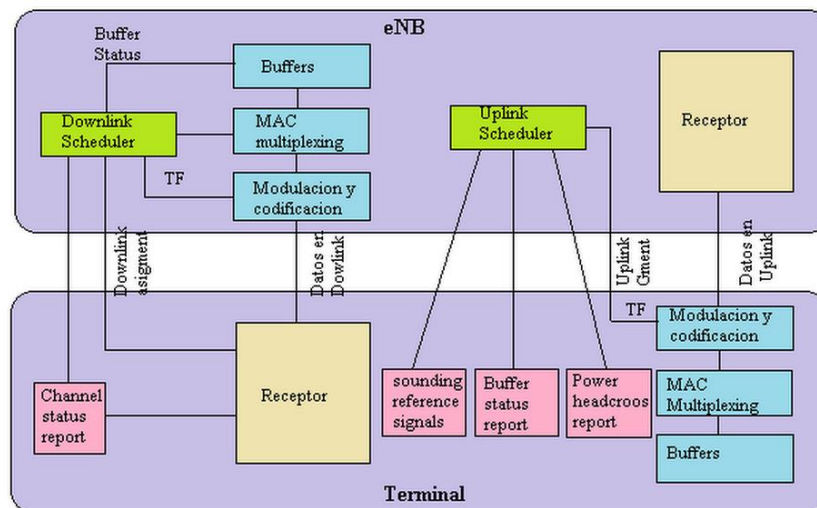 eNB
Buffer
Status
Buffers
Downlink
Scheduler
MAC
multiplexing
TF
Modulacion y
codificacion
Uplink
Scheduler
Receptor
Downlink
asigment
Datos en
Dowlink
Uplink
Gment
Datos en
Uplink
TF
Modulacion y
codificacion
Channel
status
report
Receptor
sounding
reference
signals
Buffer
status
report
Power
headcroos
report
MAC
Multiplexing
Buffers
Terminal